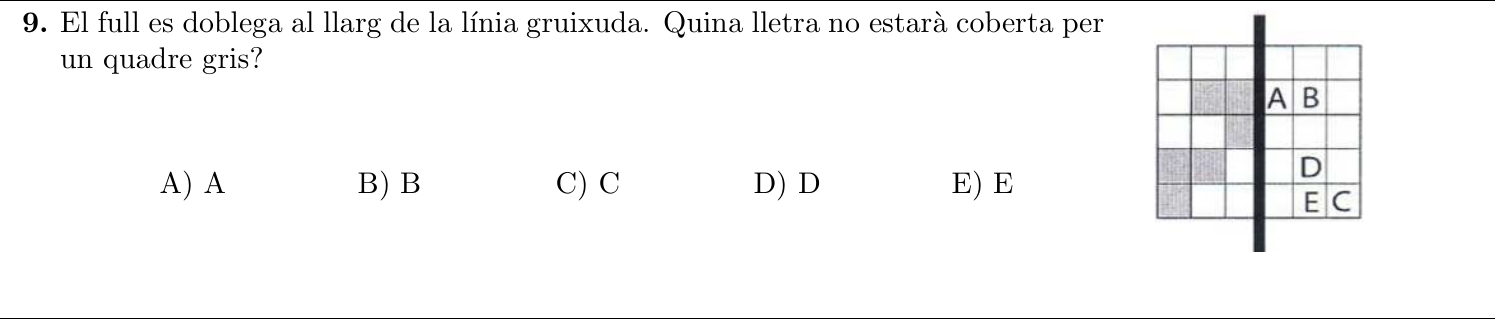 9. El full es doblega al llarg de la línia gruixuda. Quina lletra no estarà coberta per
un quadre gris?
A B
D
E C
A) A B) B C) C D) D E) E